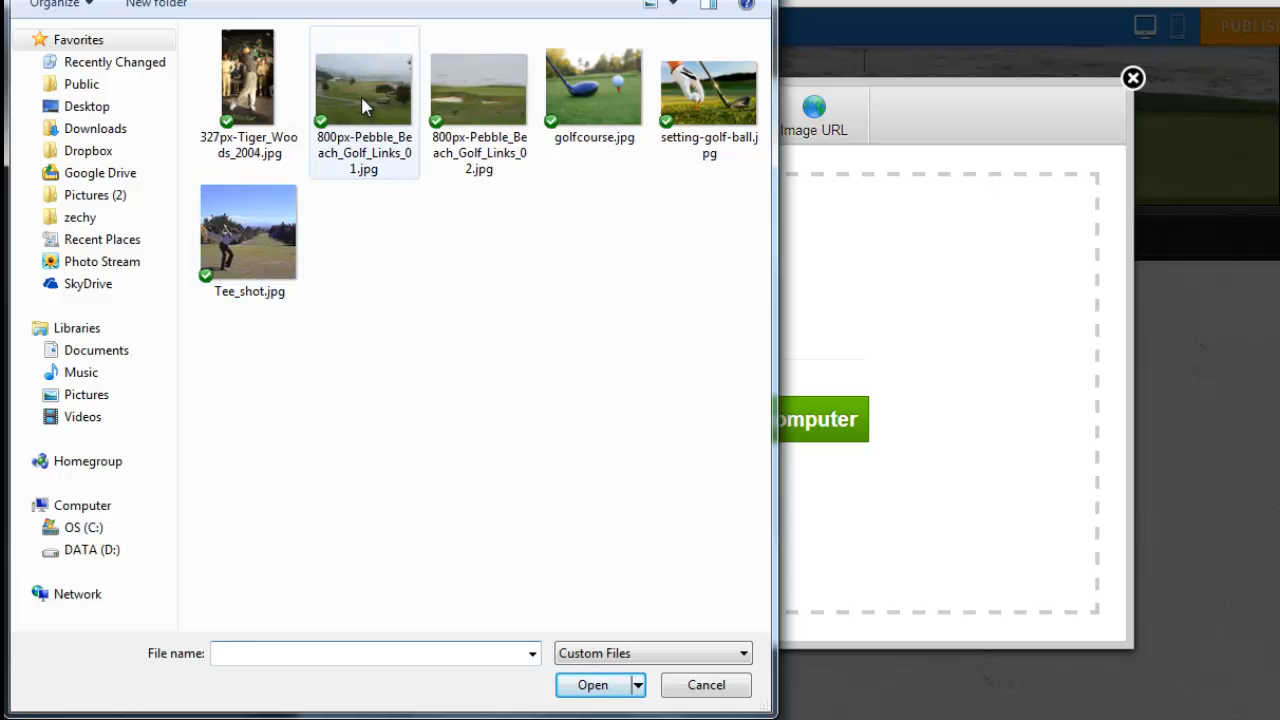 Organize
New folder
PUBLIS
Favorites
Recently Changed
Public
Desktop
Downloads
Dropbox
Google Drive
Pictures (2)
zechy
Recent Places
Photo Stream
SkyDrive
Libraries
Documents
Music
Pictures
Videos
Homegroup
Computer
OS (C:)
DATA (D:)
Network
327px-Tiger_Woo
ds_2004.jpg
800px-Pebble_Be
ach_Golf_Links_0
1.jpg
800px-Pebble_Be
ach_Golf_Links_0
2.jpg
golfcourse.jpg
setting-golf-ball.j
pg
Tee_shot.jpg
Image URL
omputer
File name:
Custom Files
Open
Cancel